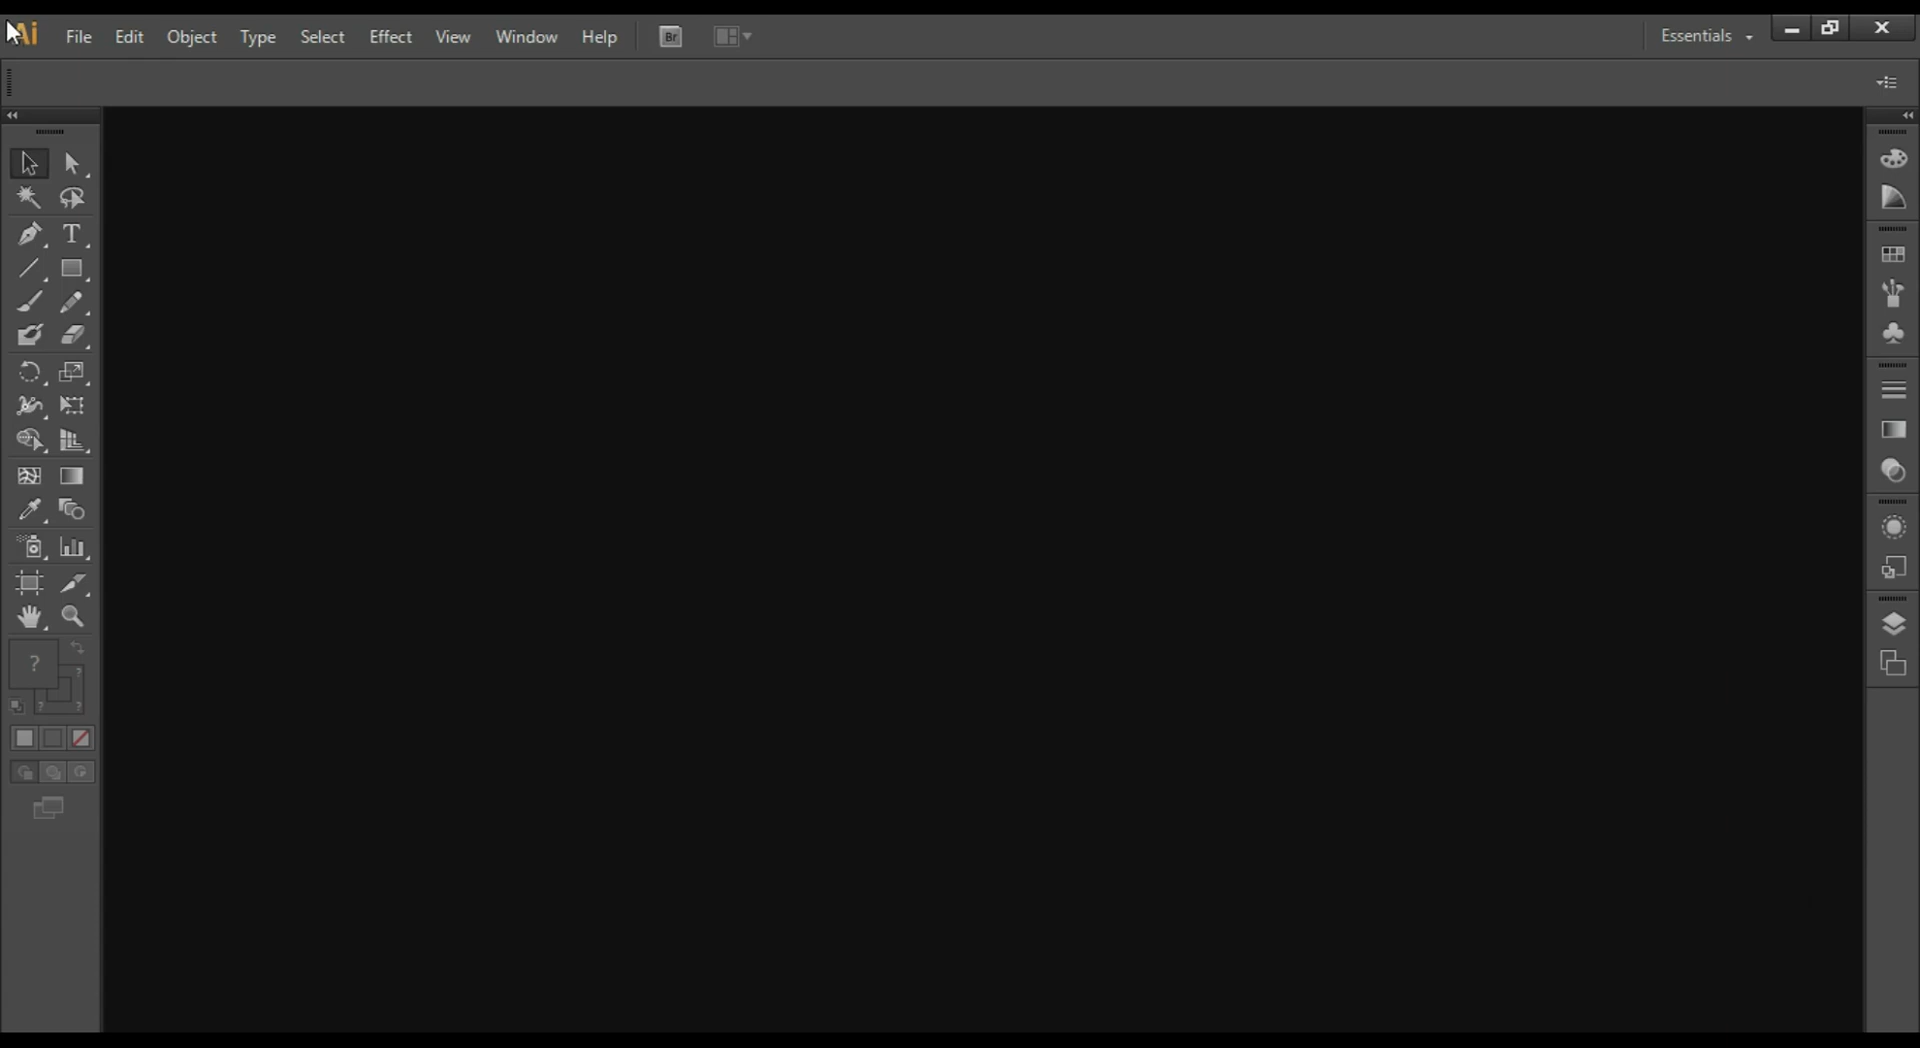 Ai File Edit Object Type Select Effect View Window Help Br Essentials
T
?
?
? ?